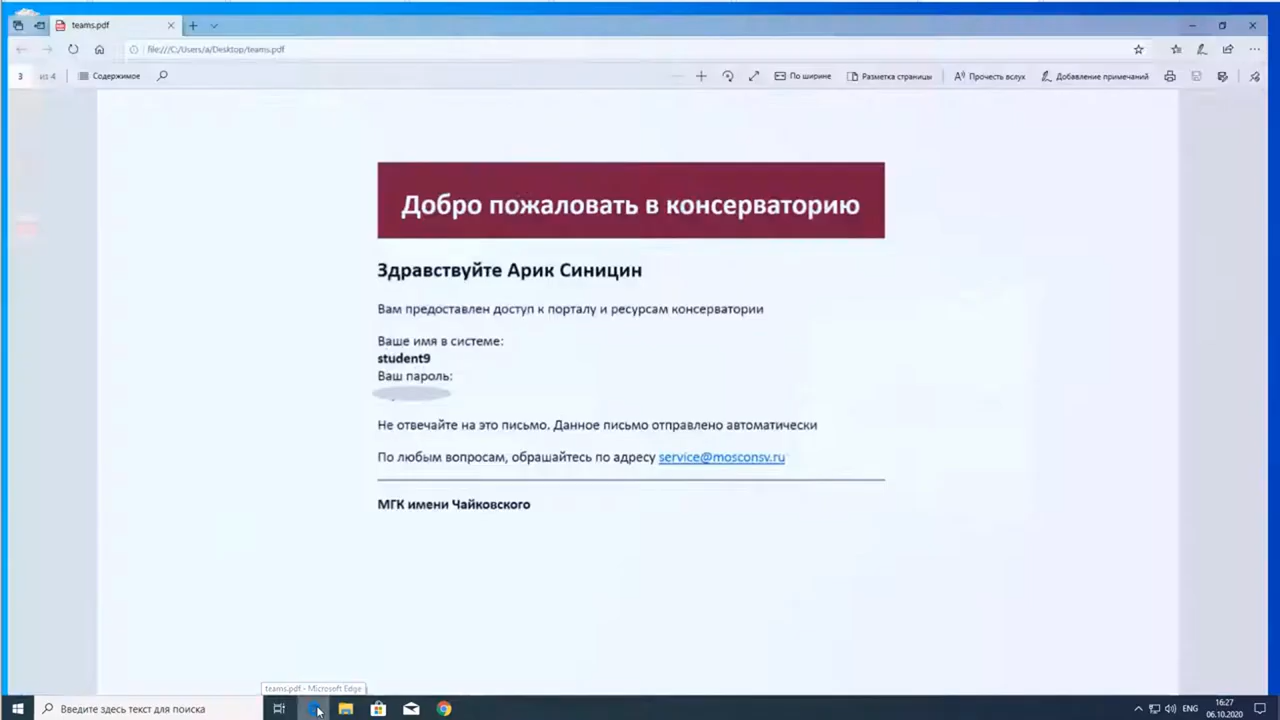 teams.pdf
file:///C:/Users/a/Desktop/teams.pdf
3 из 4 Содержимое По ширине Разметка страницы Прочесть вслух Добавление примечаний
Добро пожаловать в консерваторию
Здравствуйте Арик Синицин
Вам предоставлен доступ к порталу и ресурсам консерватории
Ваше имя в системе:
student9
Ваш пароль:
Не отвечайте на это письмо. Данное письмо отправлено автоматически
По любым вопросам, обращайтесь по адресу service@mosconsv.ru
МГК имени Чайковского
teams.pdf - Microsoft Edge
Введите здесь текст для поиска
ENG
16:27
06.10.2020